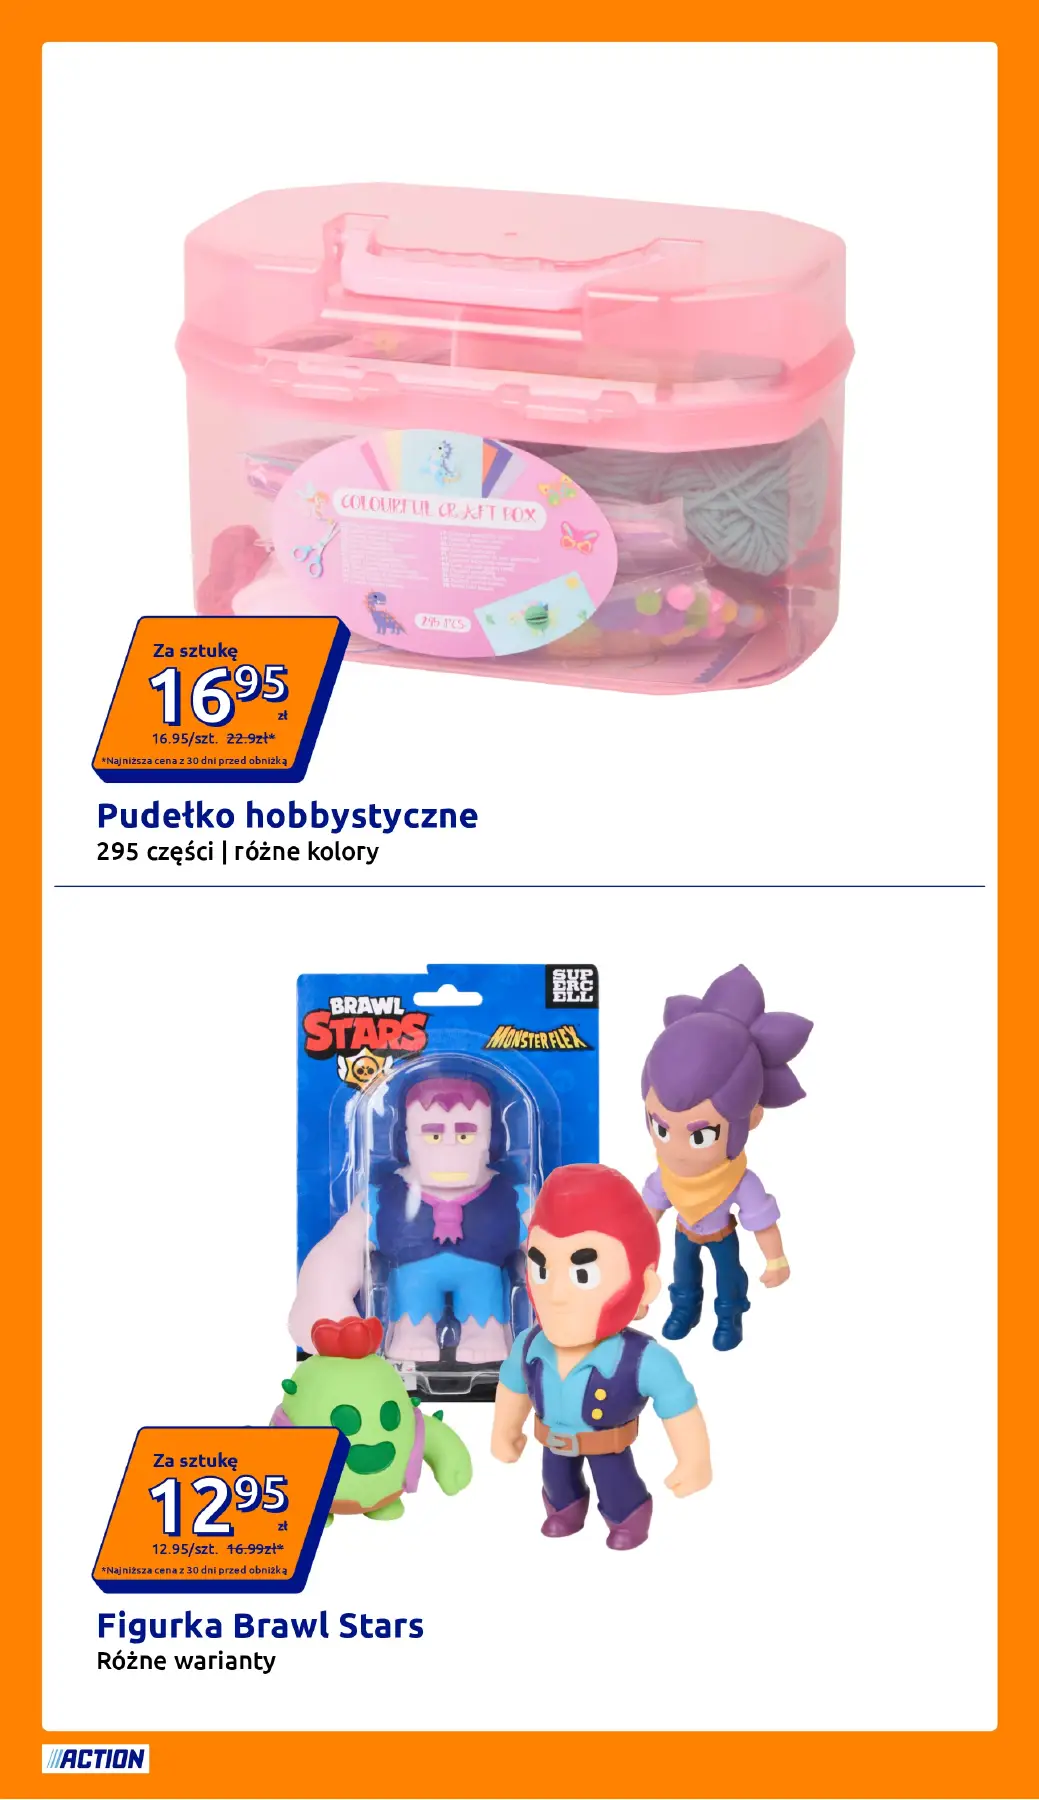 COLOURFUL CRAFT BOX
295 PCS
Za sztukę
16 95
zł
16.95/szt. 22.9zł*
*Najniższa cena z 30 dni przed obniżką
Pudełko hobbystyczne
295 części | różne kolory
BRAWL
STARS
SUP
ERC
ELL
MONSTERFLEX
Za sztukę
12 95
zł
12.95/szt. 16.99zł*
*Najniższa cena z 30 dni przed obniżką
Figurka Brawl Stars
Różne warianty
ACTION